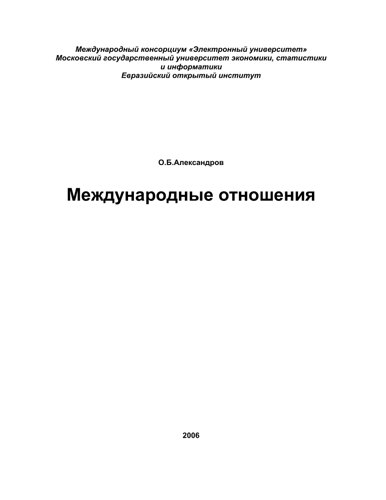 Международный консорциум «Электронный университет»
Московский государственный университет экономики, статистики
и информатики
Евразийский открытый институт
О.Б.Александров
Международные отношения
2006